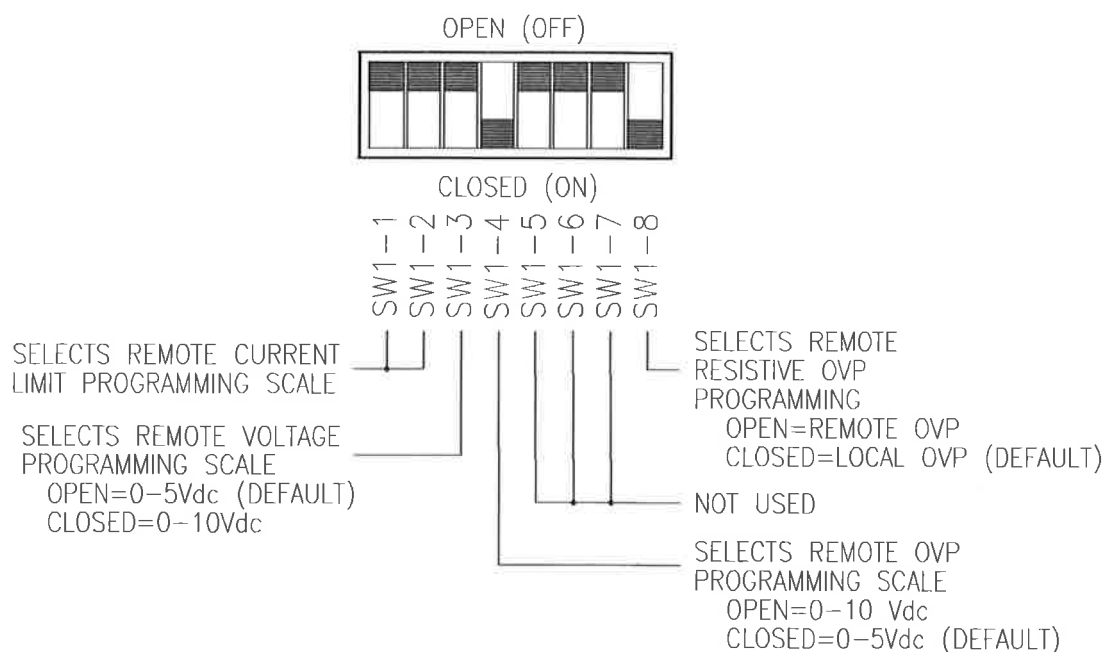 OPEN (OFF)
CLOSED (ON)
SW1-1
SW1-2
SW1-3
SW1-4
SW1-5
SW1-6
SW1-7
SW1-8
SELECTS REMOTE CURRENT
LIMIT PROGRAMMING SCALE
SELECTS REMOTE VOLTAGE
PROGRAMMING SCALE
OPEN=0-5Vdc (DEFAULT)
CLOSED=0-10Vdc
SELECTS REMOTE
RESISTIVE OVP
PROGRAMMING
OPEN=REMOTE OVP
CLOSED=LOCAL OVP (DEFAULT)
NOT USED
SELECTS REMOTE OVP
PROGRAMMING SCALE
OPEN=0-10 Vdc
CLOSED=0-5Vdc (DEFAULT)